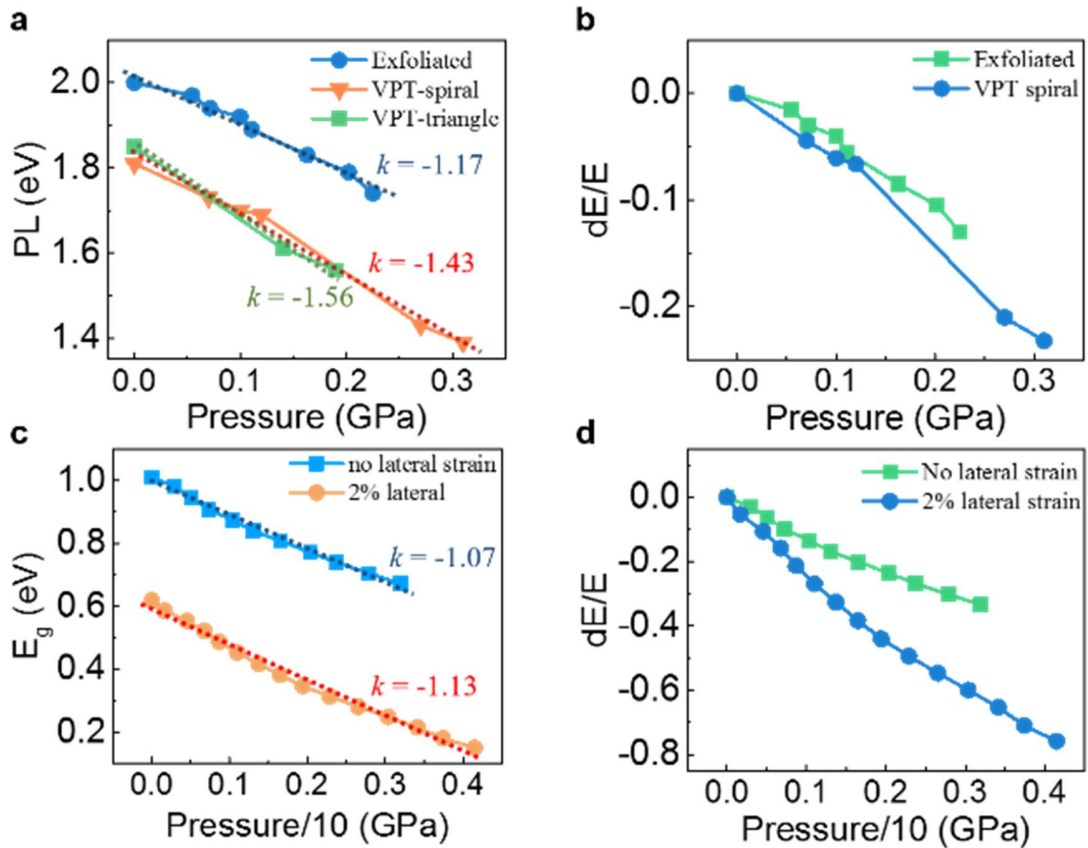 a
Exfoliated
VPT-spiral
VPT-triangle
2.0
1.8
1.6
1.4
PL (eV)
k = -1.17
k = -1.43
k = -1.56
0.0 0.1 0.2 0.3
Pressure (GPa)
b
Exfoliated
VPT spiral
0.0
-0.1
-0.2
dE/E
0.0 0.1 0.2 0.3
Pressure (GPa)
c
no lateral strain
2% lateral
1.0
0.8
0.6
0.4
0.2
Eg (eV)
k = -1.07
k = -1.13
0.0 0.1 0.2 0.3 0.4
Pressure/10 (GPa)
d
No lateral strain
2% lateral strain
0.0
-0.2
-0.4
-0.6
-0.8
dE/E
0.0 0.1 0.2 0.3 0.4
Pressure/10 (GPa)